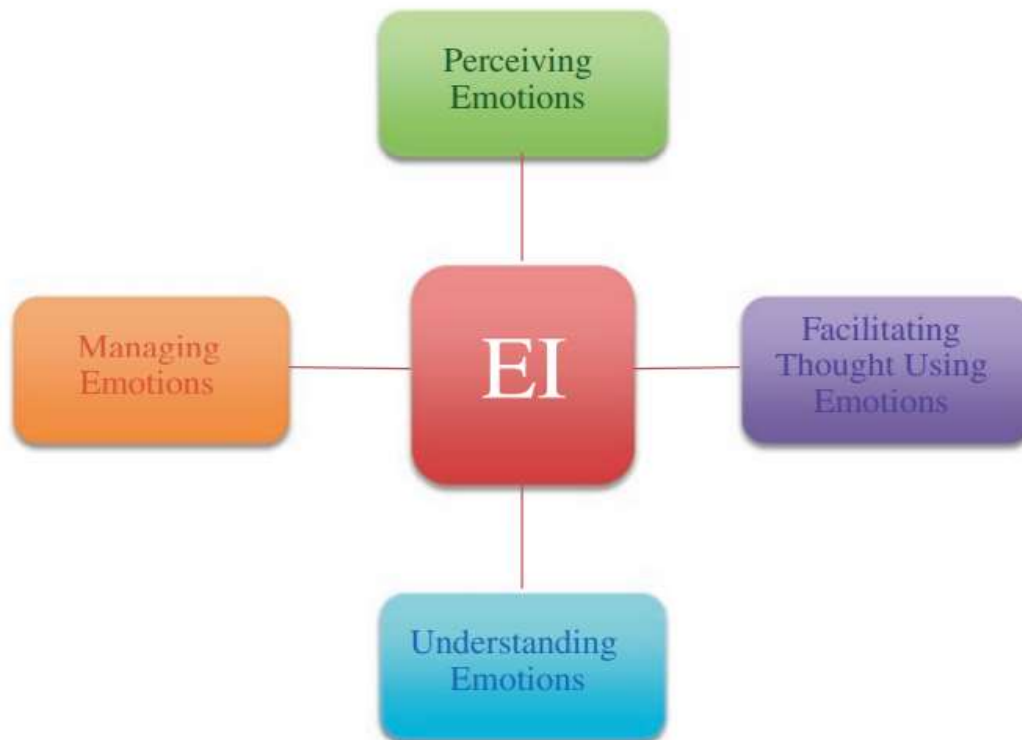 Perceiving
Emotions
Managing
Emotions
EI
Facilitating
Thought Using
Emotions
Understanding
Emotions